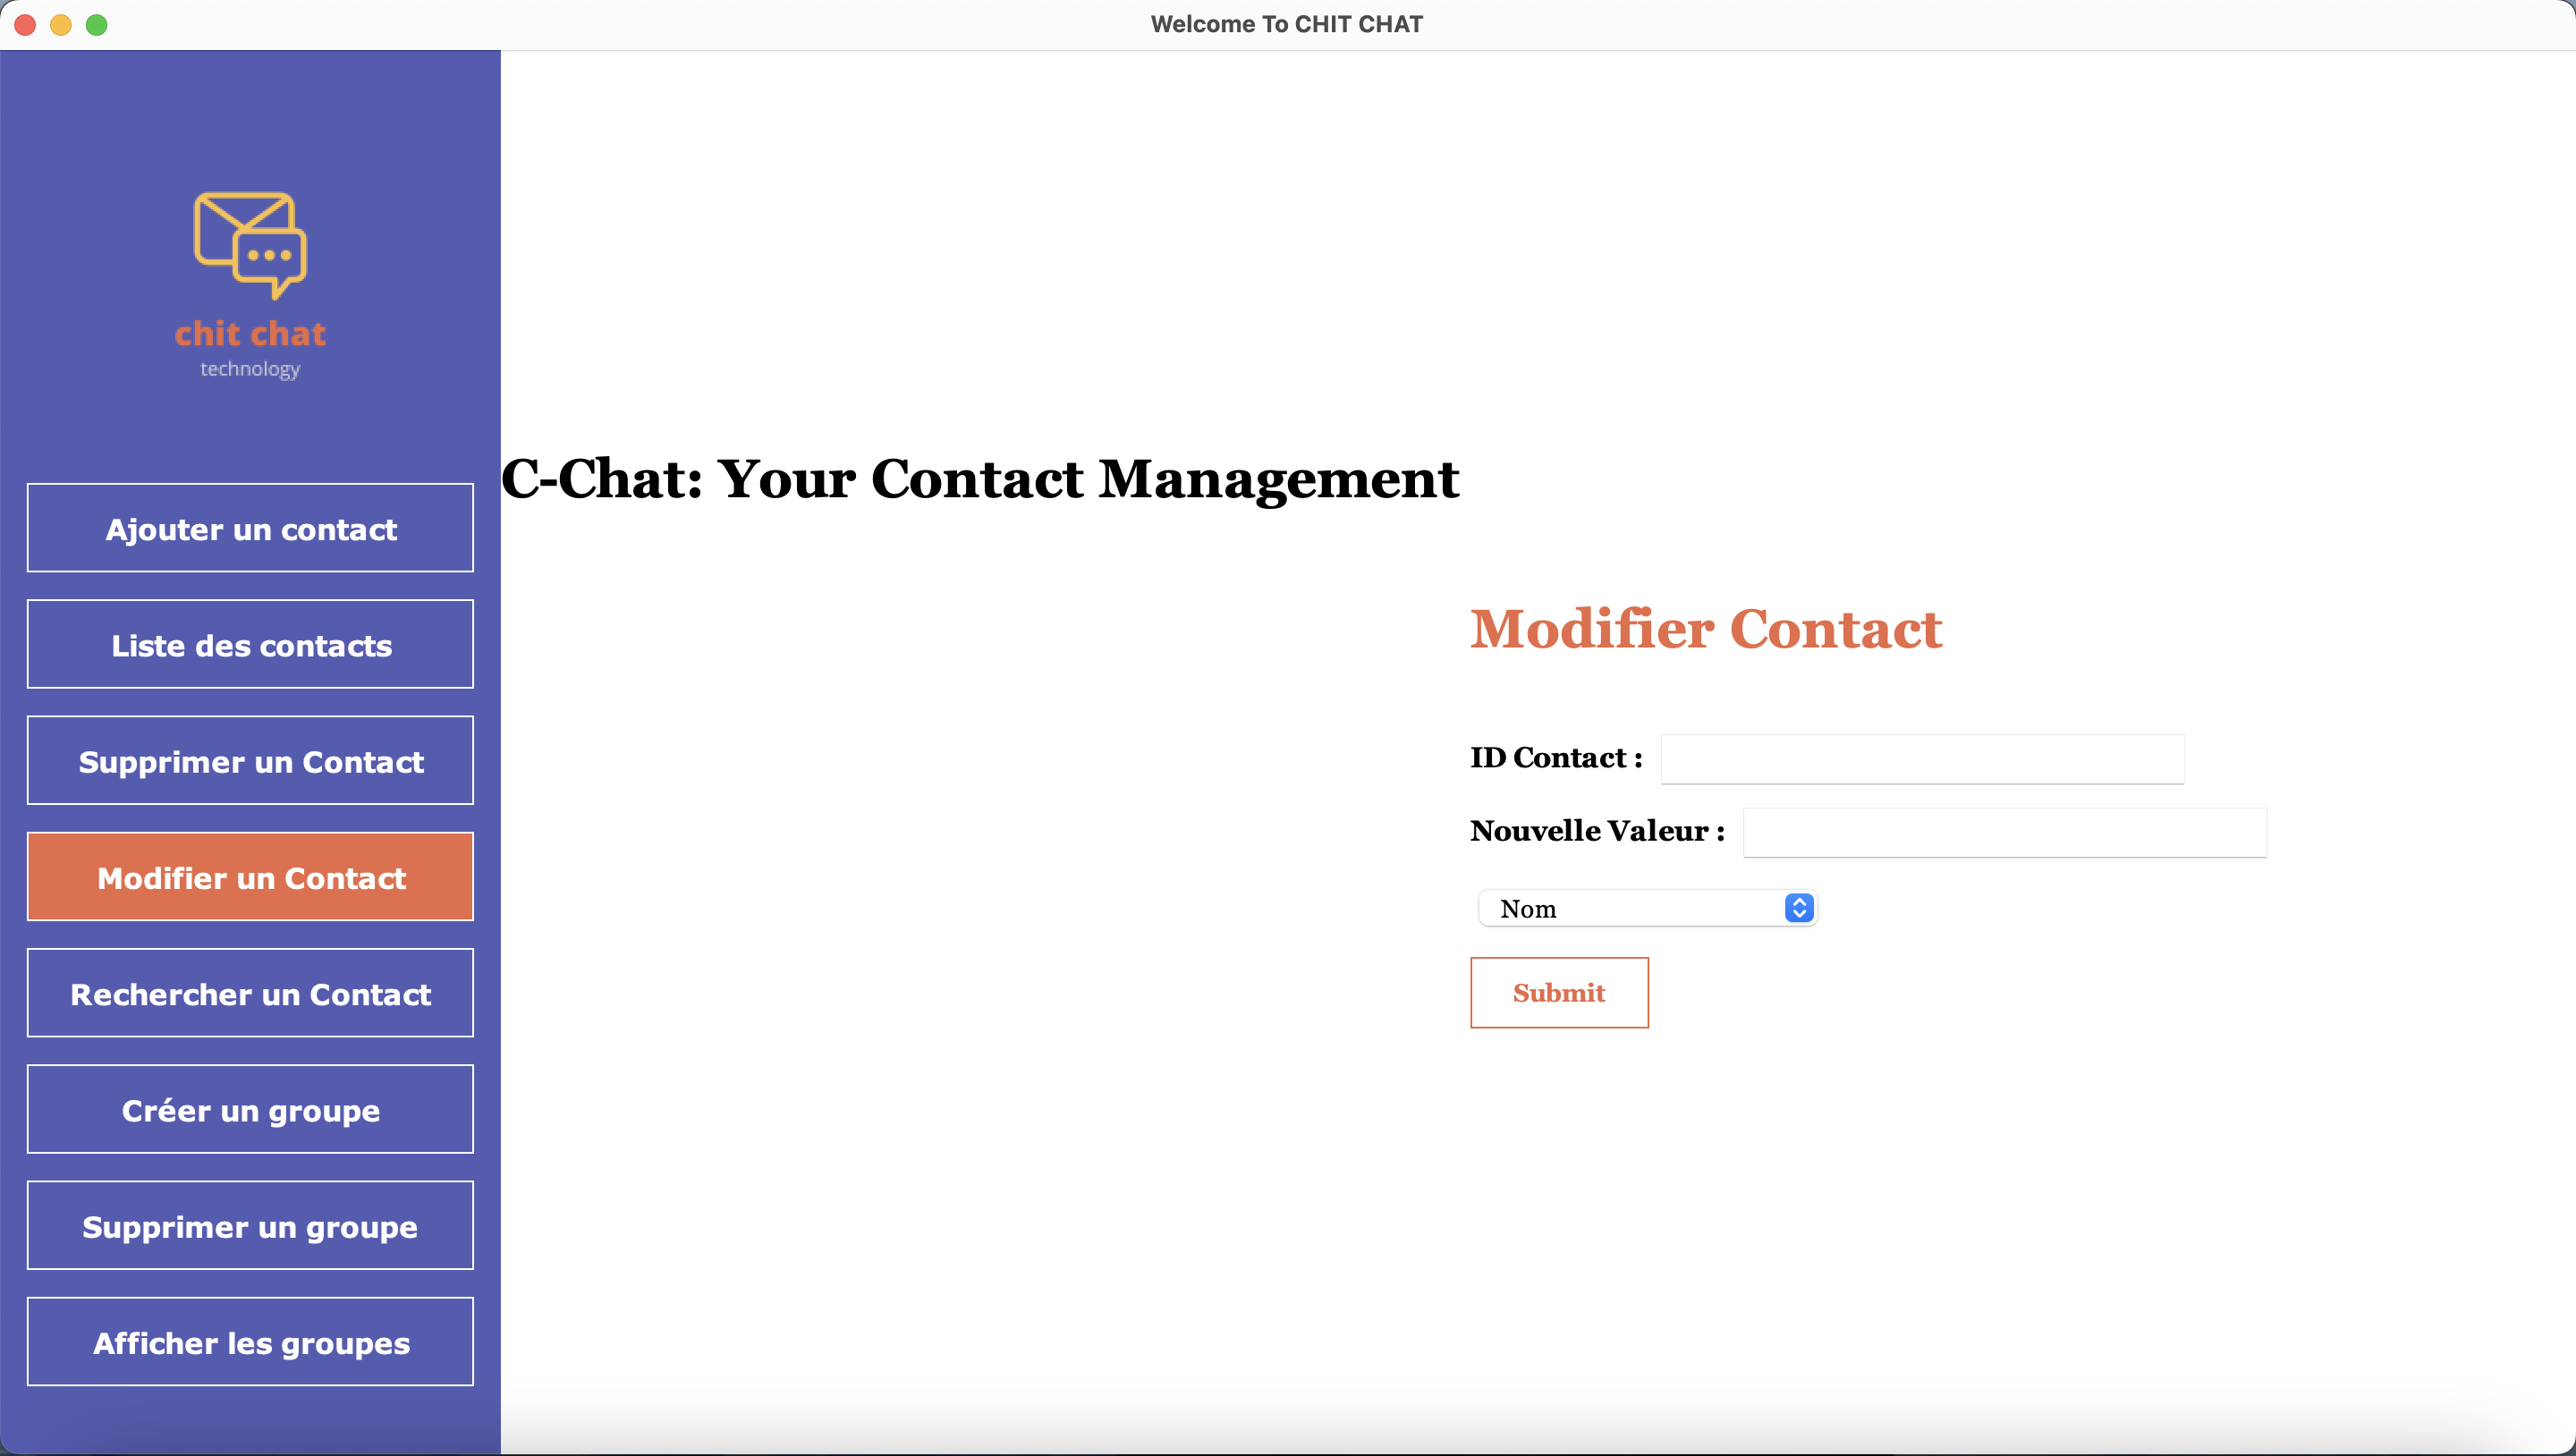 Welcome To CHIT CHAT
chit chat
technology
Ajouter un contact
Liste des contacts
Supprimer un Contact
Modifier un Contact
Rechercher un Contact
Créer un groupe
Supprimer un groupe
Afficher les groupes
C-Chat: Your Contact Management
Modifier Contact
ID Contact :
Nouvelle Valeur :
Nom
Submit